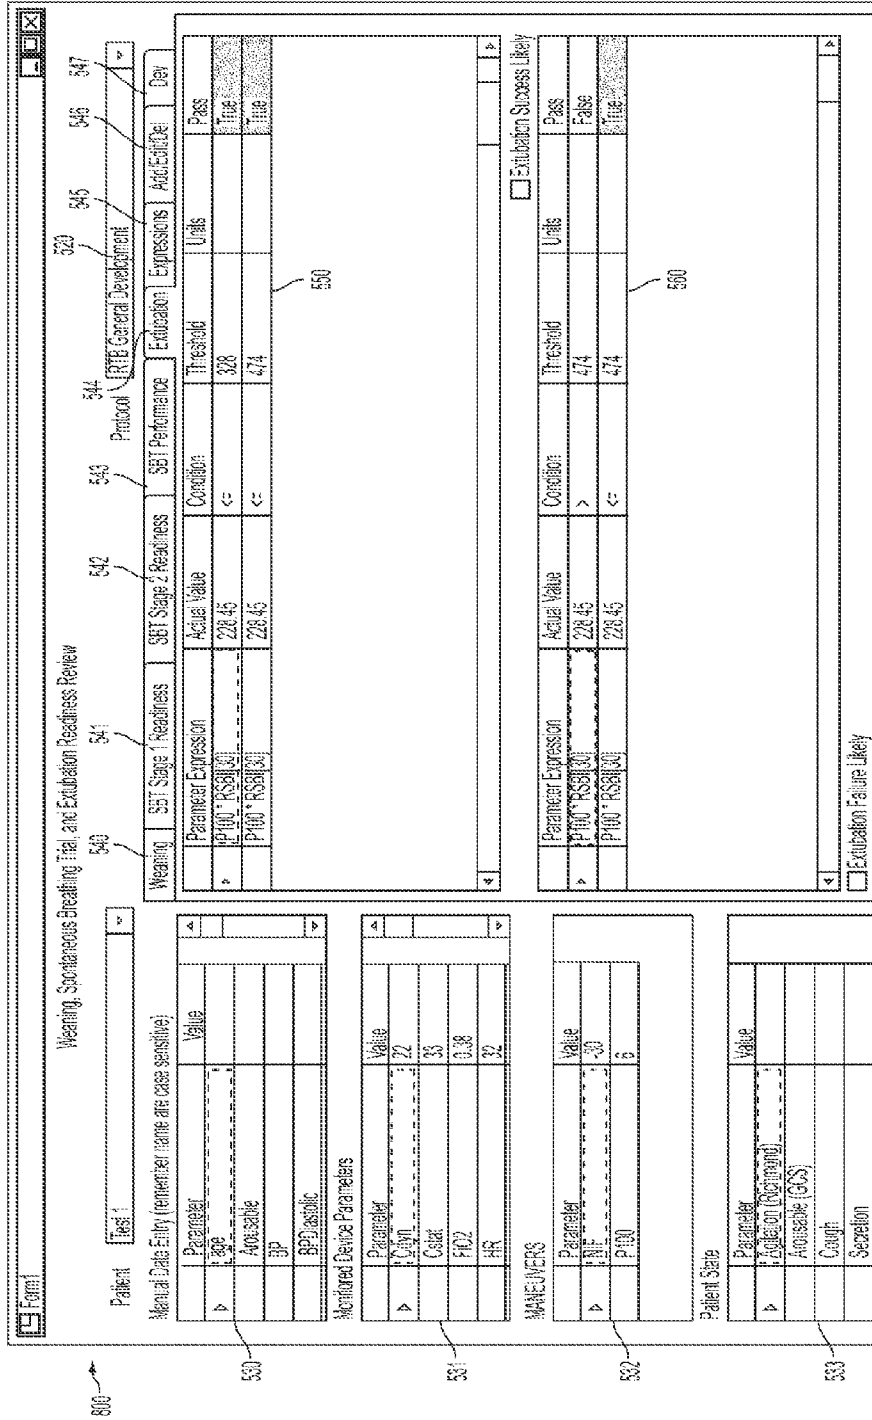 800
Form1
Weaning, Spontaneous Breathing Trial, and Extubation Readiness Review
Patient Test 1
Protocol RTB General Development
520
Manual Data Entry (remember name are case sensitive)
Parameter Value
age
Arousable
BP
BPDiastolic
530
Monitored Device Parameters
Parameter Value
Cdyn 22
Cstat 33
FiO2 0.38
HR 32
531
MANEUVERS
Parameter Value
NIF -30
P100 6
532
Patient State
Parameter Value
Agitation (Richmond)
Arousable (GCS)
Cough
Secretion
533
540 541 542 543 544 545 546 547
Weaning SBT Stage 1 Readiness SBT Stage 2 Readiness SBT Performance Extubation Expressions Add/Edit/Del Dev
Parameter Expression Actual Value Condition Threshold Units Pass
P100 * RSBI[30] 228.45 <= 328 True
P100 * RSBI[30] 228.45 <= 474 True
550
Extubation Success Likely
Parameter Expression Actual Value Condition Threshold Units Pass
P100 * RSBI[30] 228.45 > 474 False
P100 * RSBI[30] 228.45 <= 474 True
560
Extubation Failure Likely